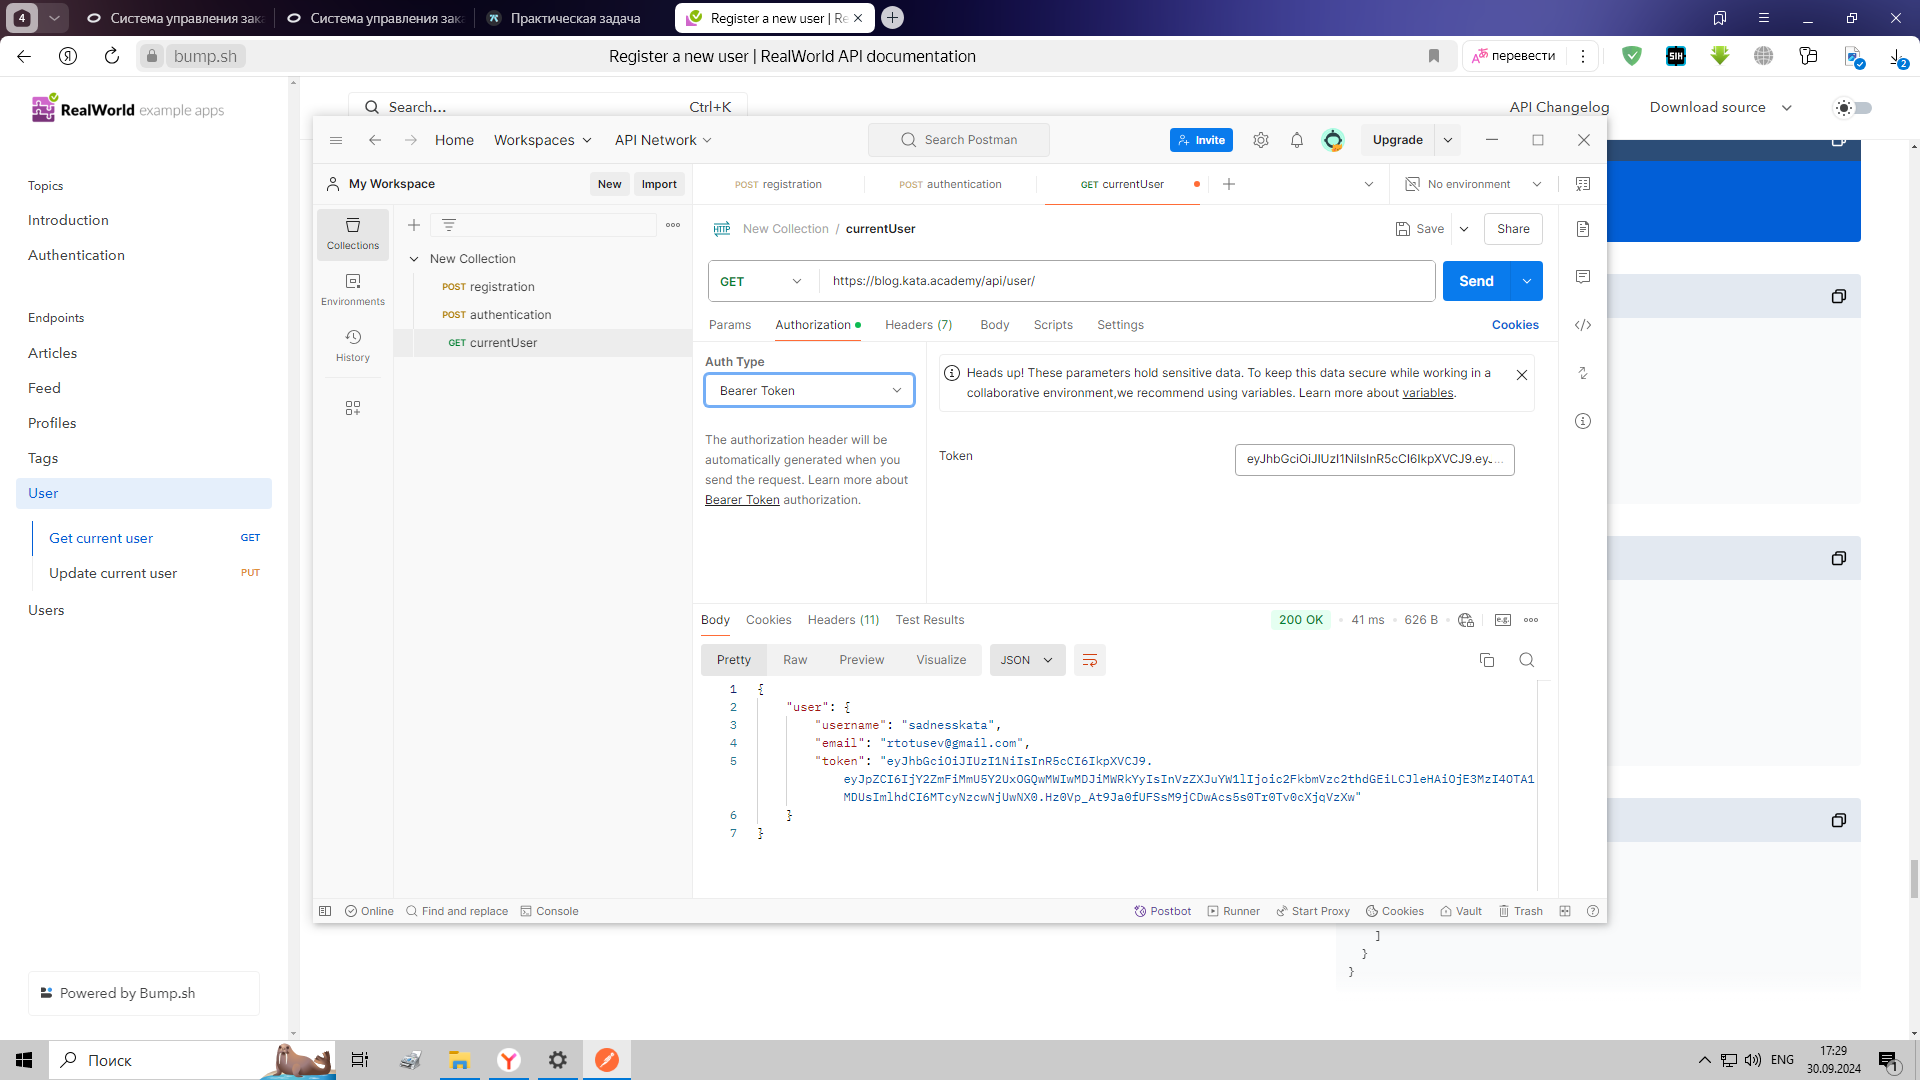 4
Система управления зака
Система управления зака
Практическая задача
Register a new user | Re
bump.sh
Register a new user | RealWorld API documentation
перевести
SIH
2
RealWorld example apps
Search...
Ctrl+K
API Changelog
Download source
Topics
Introduction
Authentication
Endpoints
Articles
Feed
Profiles
Tags
User
Get current user
GET
Update current user
PUT
Users
Powered by Bump.sh
Home
Workspaces
API Network
Search Postman
Invite
Upgrade
My Workspace
New
Import
POST registration
POST authentication
GET currentUser
No environment
Collections
Environments
History
New Collection
POST registration
POST authentication
GET currentUser
HTTP
New Collection / currentUser
Save
Share
GET
https://blog.kata.academy/api/user/
Send
Params
Authorization
Headers (7)
Body
Scripts
Settings
Cookies
Auth Type
Bearer Token
The authorization header will be
automatically generated when you
send the request. Learn more about
Bearer Token authorization.
Heads up! These parameters hold sensitive data. To keep this data secure while working in a
collaborative environment,we recommend using variables. Learn more about variables.
Token
eyJhbGciOiJIUzI1NiIsInR5cCI6IkpXVCJ9.eyJ...
Body
Cookies
Headers (11)
Test Results
200 OK
41 ms
626 B
e.g.
Pretty
Raw
Preview
Visualize
JSON
1 {
2 "user": {
3 "username": "sadnesskata",
4 "email": "rtotusev@gmail.com",
5 "token": "eyJhbGciOiJIUzI1NiIsInR5cCI6IkpXVCJ9.
eyJpZCI6IjY2ZmFiMmU5Y2UxOGQwMWIwMDJiMWRkYyIsInVzZXJuYW1lIjoic2FkbmVzc2thdGEiLCJleHAiOjE3MzI4OTA1
MDUsImlhdCI6MTcyNzcwNjUwNX0.Hz0Vp_At9Ja0fUFSsM9jCDwAcs5s0Tr0Tv0cXjqVzXw"
6 }
7 }
Online
Find and replace
Console
Postbot
Runner
Start Proxy
Cookies
Vault
Trash
]
}
}
Поиск
ENG
17:29
30.09.2024
1